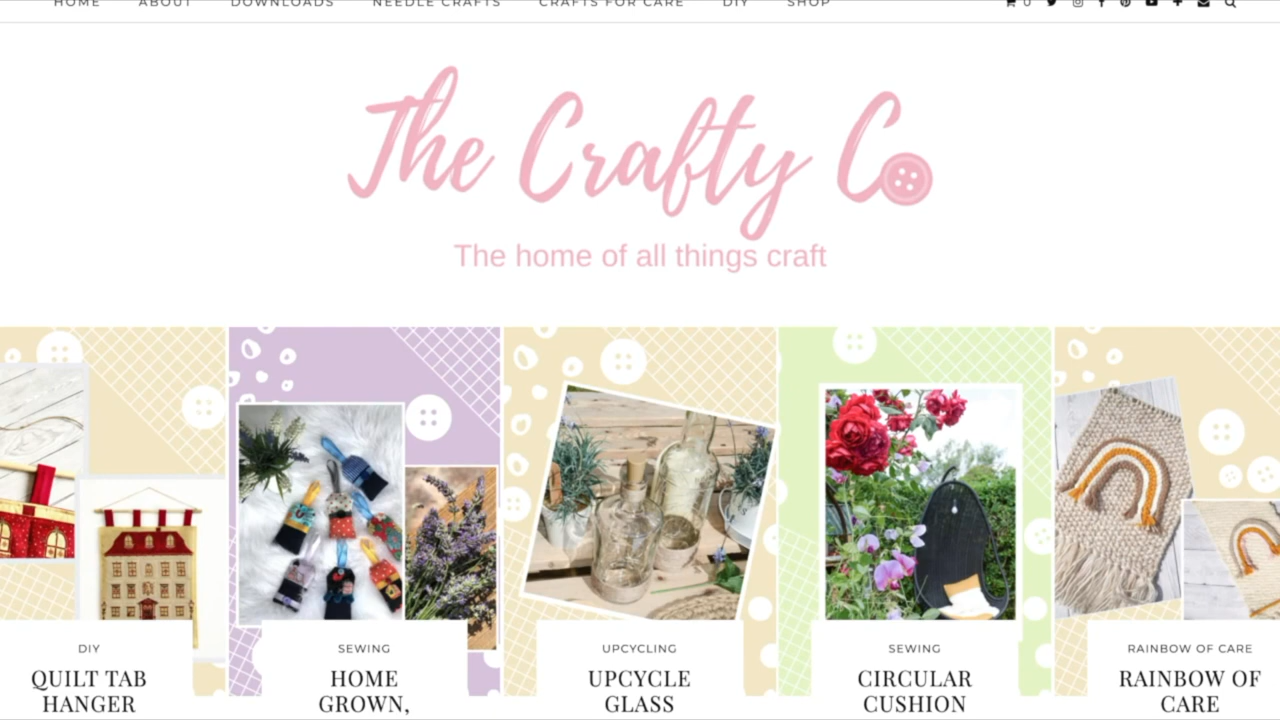 HOME ABOUT DOWNLOADS NEEDLE CRAFTS CRAFTS FOR CARE DIY SHOP 0
The Crafty Co
The home of all things craft
DIY
QUILT TAB
HANGER
SEWING
HOME
GROWN,
UPCYCLING
UPCYCLE
GLASS
SEWING
CIRCULAR
CUSHION
RAINBOW OF CARE
RAINBOW OF
CARE